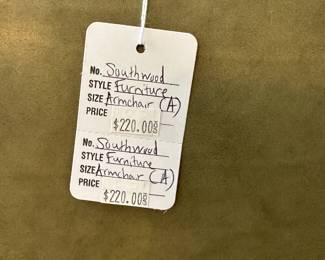 No. Southwood
STYLE Furniture
SIZE Armchair (A)
PRICE
$220.00
No. Southwood
STYLE Furniture
SIZE Armchair (A)
PRICE
$220.00